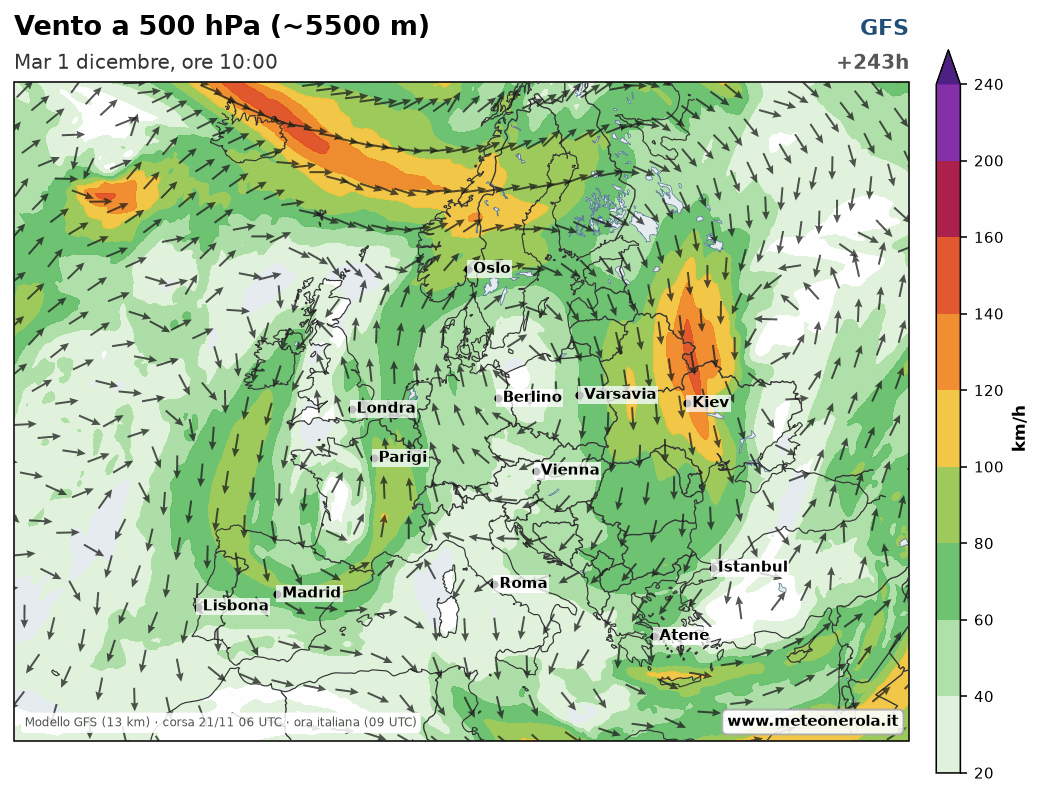 Vento a 500 hPa (~5500 m)
GFS
Mar 1 dicembre, ore 10:00
+243h
240
200
160
140
120
100
80
60
40
20
km/h
Oslo
Berlino
Varsavia
Kiev
Londra
Parigi
Vienna
Istanbul
Roma
Madrid
Lisbona
Atene
Modello GFS (13 km) · corsa 21/11 06 UTC · ora italiana (09 UTC)
www.meteonerola.it